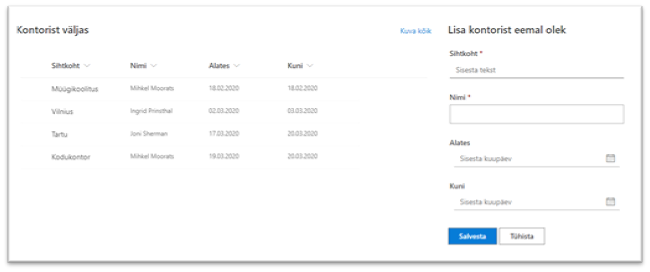 Kontorist väljas
Kuva kõik
Sihtkoht Nimi Alates Kuni
Müügikoolitus Mihkel Moorats 18.02.2020 18.02.2020
Vilnius Ingrid Prinsthal 02.03.2020 03.03.2020
Tartu Joni Sherman 17.03.2020 20.03.2020
Kodukontor Mihkel Moorats 19.03.2020 20.03.2020
Lisa kontorist eemal olek
Sihtkoht *
Sisesta tekst
Nimi *
Alates
Sisesta kuupäev
Kuni
Sisesta kuupäev
Salvesta Tühista